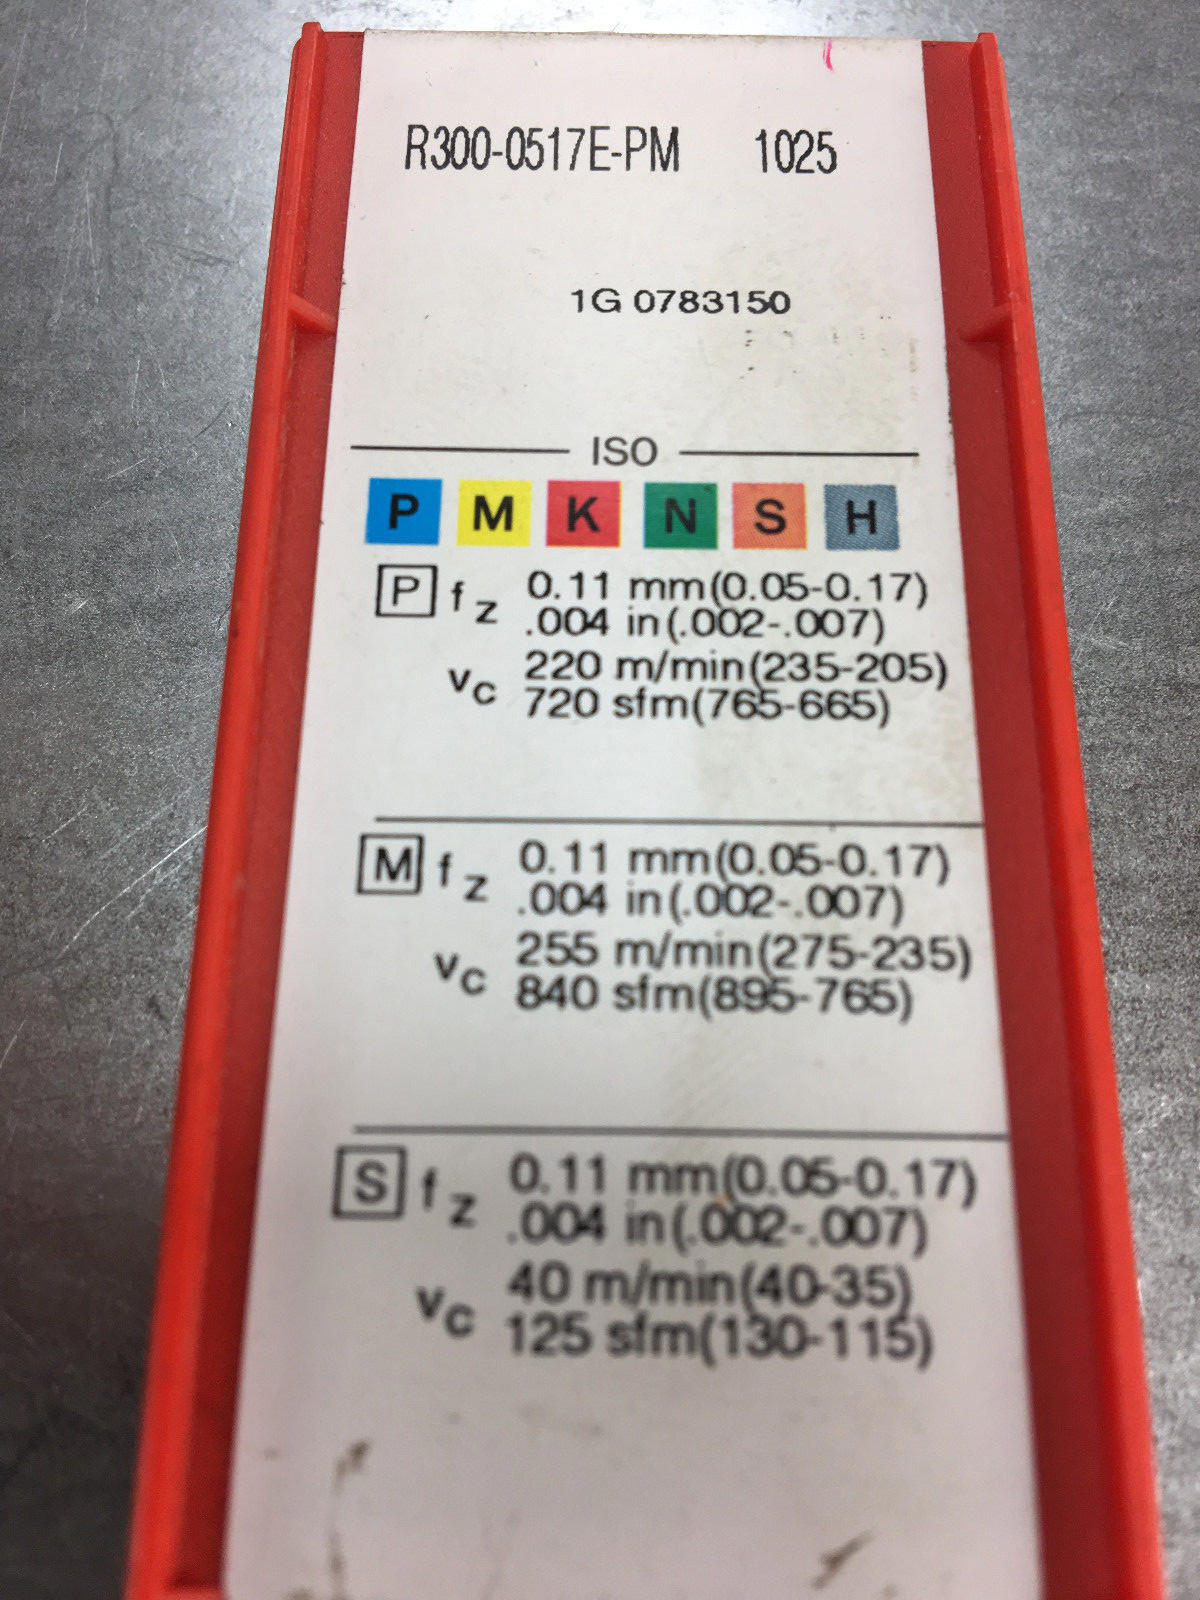 R300-0517E-PM 1025
1G 0783150
ISO
P M K N S H
P fz 0.11 mm(0.05-0.17)
.004 in(.002-.007)
vc 220 m/min(235-205)
720 sfm(765-665)
M fz 0.11 mm(0.05-0.17)
.004 in(.002-.007)
vc 255 m/min(275-235)
840 sfm(895-765)
S fz 0.11 mm(0.05-0.17)
.004 in(.002-.007)
vc 40 m/min(40-35)
125 sfm(130-115)